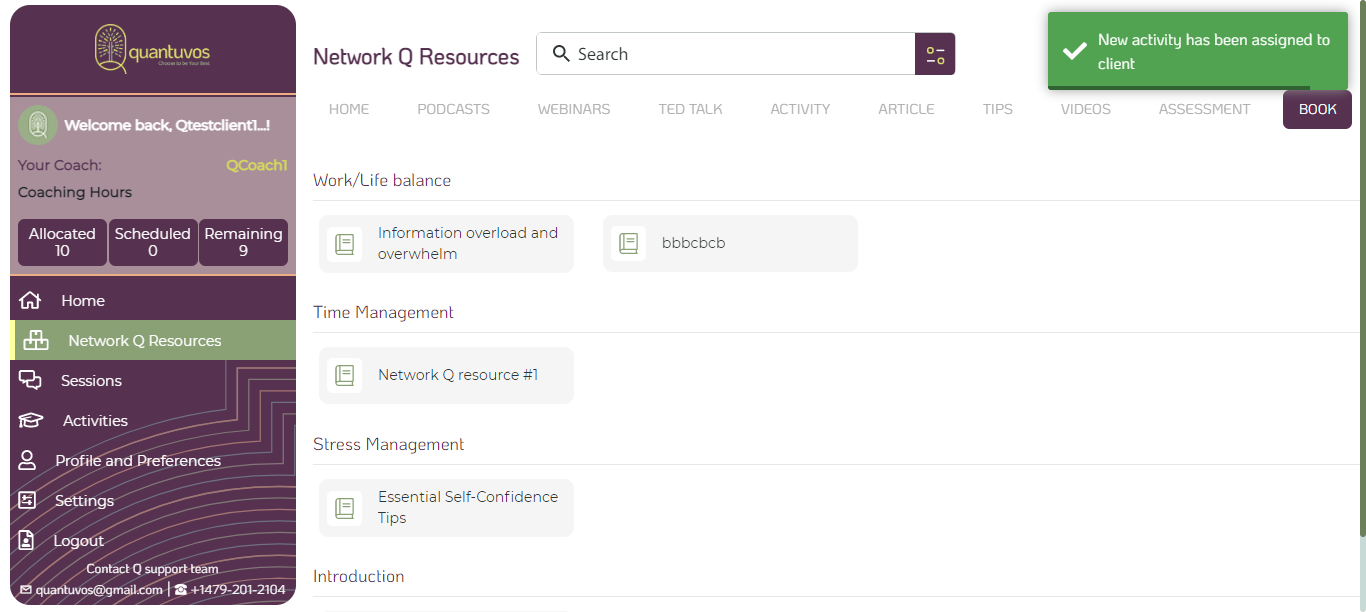 quantuvos
Choose to be Your Best
Welcome back, Qtestclient1...!
Your Coach:
QCoach1
Coaching Hours
Allocated
10
Scheduled
0
Remaining
9
Home
Network Q Resources
Sessions
Activities
Profile and Preferences
Settings
Logout
Contact Q support team
quantuvos@gmail.com | +1479-201-2104
Network Q Resources
Search
New activity has been assigned to
client
HOME
PODCASTS
WEBINARS
TED TALK
ACTIVITY
ARTICLE
TIPS
VIDEOS
ASSESSMENT
BOOK
Work/Life balance
Information overload and
overwhelm
bbbcbcb
Time Management
Network Q resource #1
Stress Management
Essential Self-Confidence
Tips
Introduction